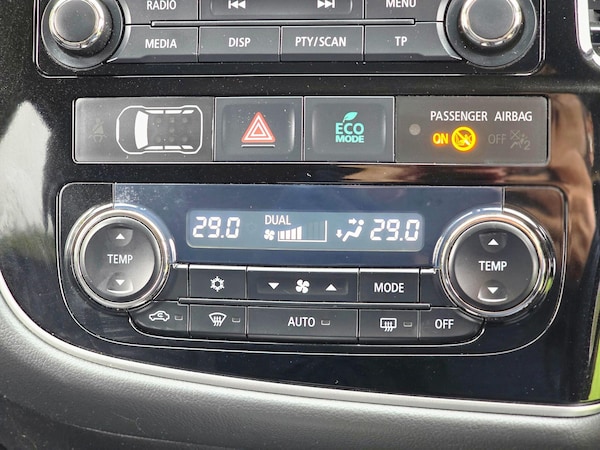 RADIO MENU
MEDIA DISP PTY/SCAN TP
ECO
MODE
PASSENGER AIRBAG
ON OFF
29.0 DUAL 29.0
TEMP TEMP
MODE
AUTO OFF